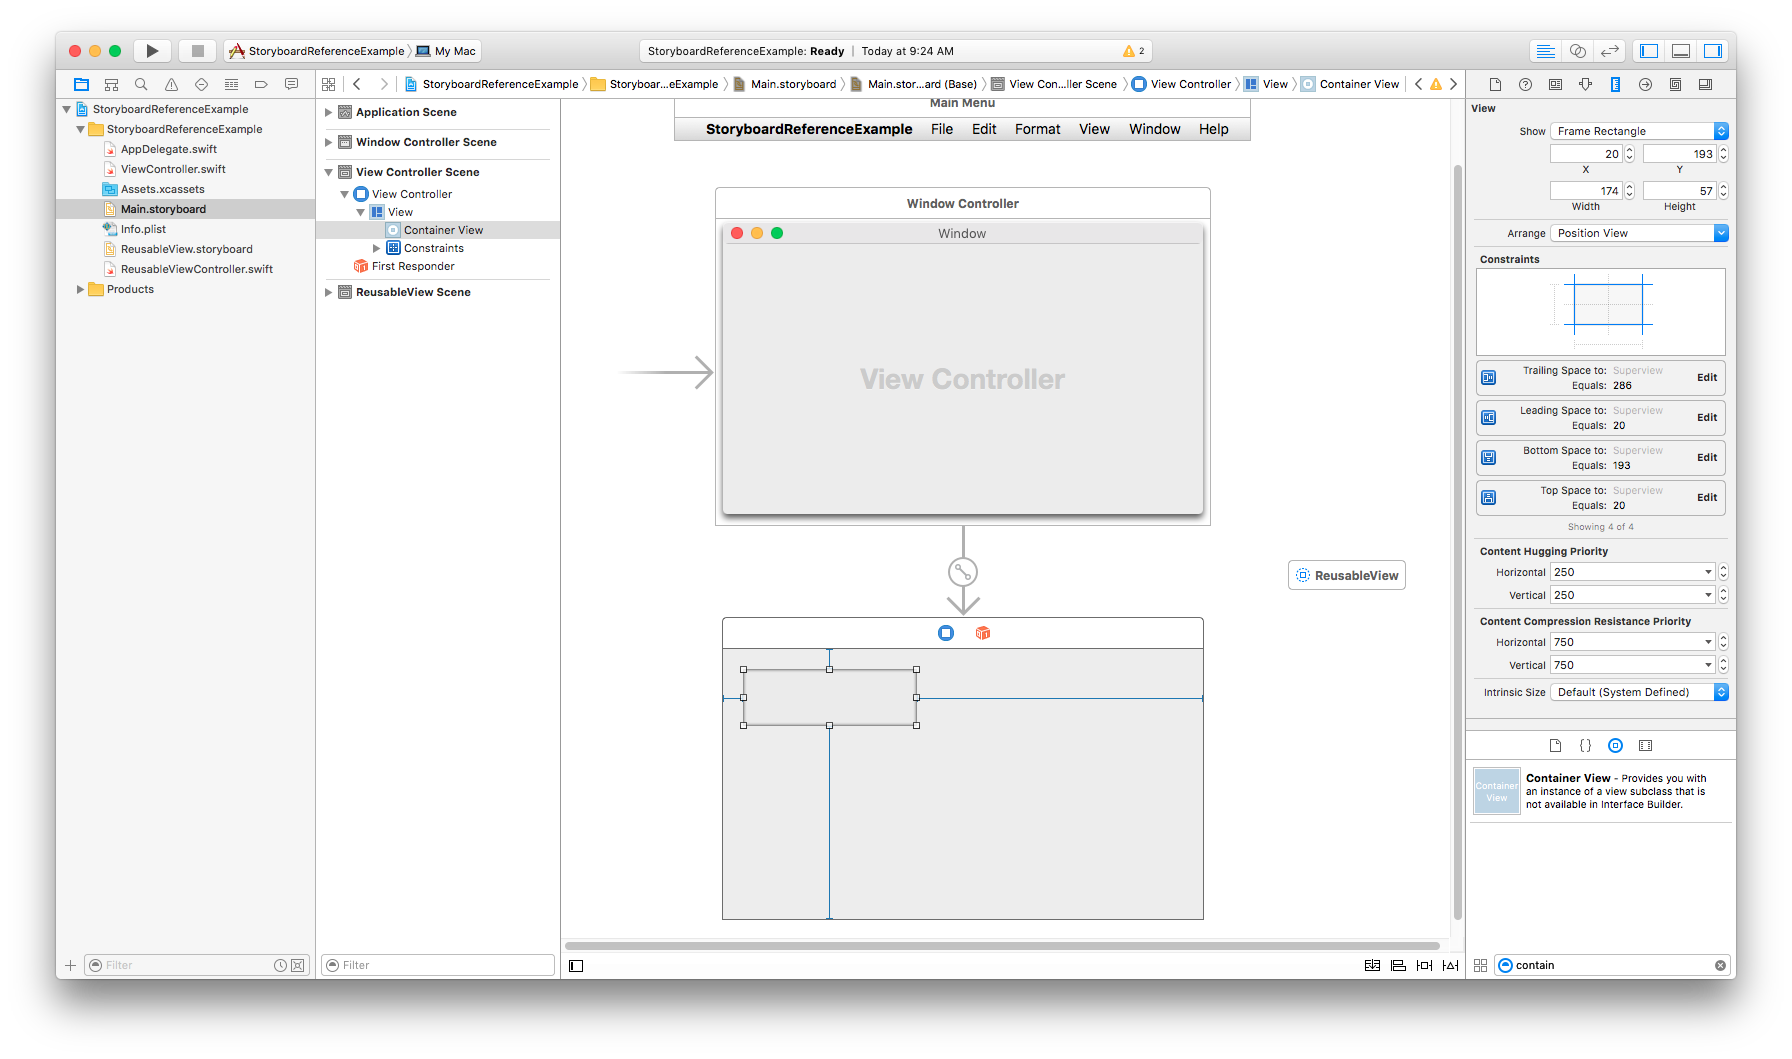 StoryboardReferenceExample
My Mac
StoryboardReferenceExample: Ready | Today at 9:24 AM
2
StoryboardReferenceExample
Storyboar...eExample
Main.storyboard
Main.stor...ard (Base)
View Con...ller Scene
View Controller
View
Container View
StoryboardReferenceExample
StoryboardReferenceExample
AppDelegate.swift
ViewController.swift
Assets.xcassets
Main.storyboard
Info.plist
ReusableView.storyboard
ReusableViewController.swift
Products
Filter
Application Scene
Window Controller Scene
View Controller Scene
View Controller
View
Container View
Constraints
First Responder
ReusableView Scene
Filter
Main Menu
StoryboardReferenceExample File Edit Format View Window Help
Window Controller
Window
View Controller
ReusableView
View
Show Frame Rectangle
20 193
X Y
174 57
Width Height
Arrange Position View
Constraints
Trailing Space to: Superview
Equals: 286
Edit
Leading Space to: Superview
Equals: 20
Edit
Bottom Space to: Superview
Equals: 193
Edit
Top Space to: Superview
Equals: 20
Edit
Showing 4 of 4
Content Hugging Priority
Horizontal 250
Vertical 250
Content Compression Resistance Priority
Horizontal 750
Vertical 750
Intrinsic Size Default (System Defined)
{}
Container
View
Container View - Provides you with
an instance of a view subclass that is
not available in Interface Builder.
contain